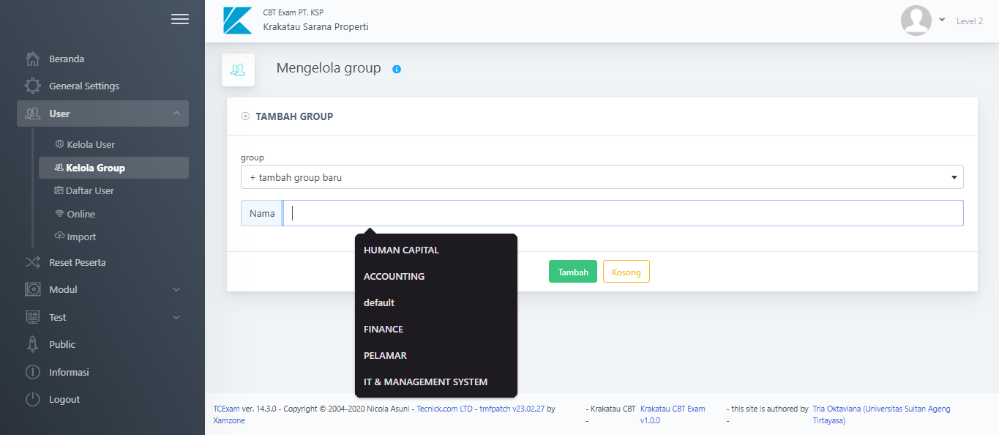 CBT Exam PT. KSP
Krakatau Sarana Properti
Level 2
Beranda
General Settings
User
Kelola User
Kelola Group
Daftar User
Online
Import
Reset Peserta
Modul
Test
Public
Informasi
Logout
Mengelola group
TAMBAH GROUP
group
+ tambah group baru
Nama
HUMAN CAPITAL
ACCOUNTING
default
FINANCE
PELAMAR
IT & MANAGEMENT SYSTEM
Tambah Kosong
TCExam ver. 14.3.0 - Copyright © 2004-2020 Nicola Asuni - Tecnick.com LTD - tmfpatch v23.02.27 by
Xamzone
- Krakatau CBT Krakatau CBT Exam
- v1.0.0
- this site is authored by Tria Oktaviana (Universitas Sultan Ageng
- Tirtayasa)